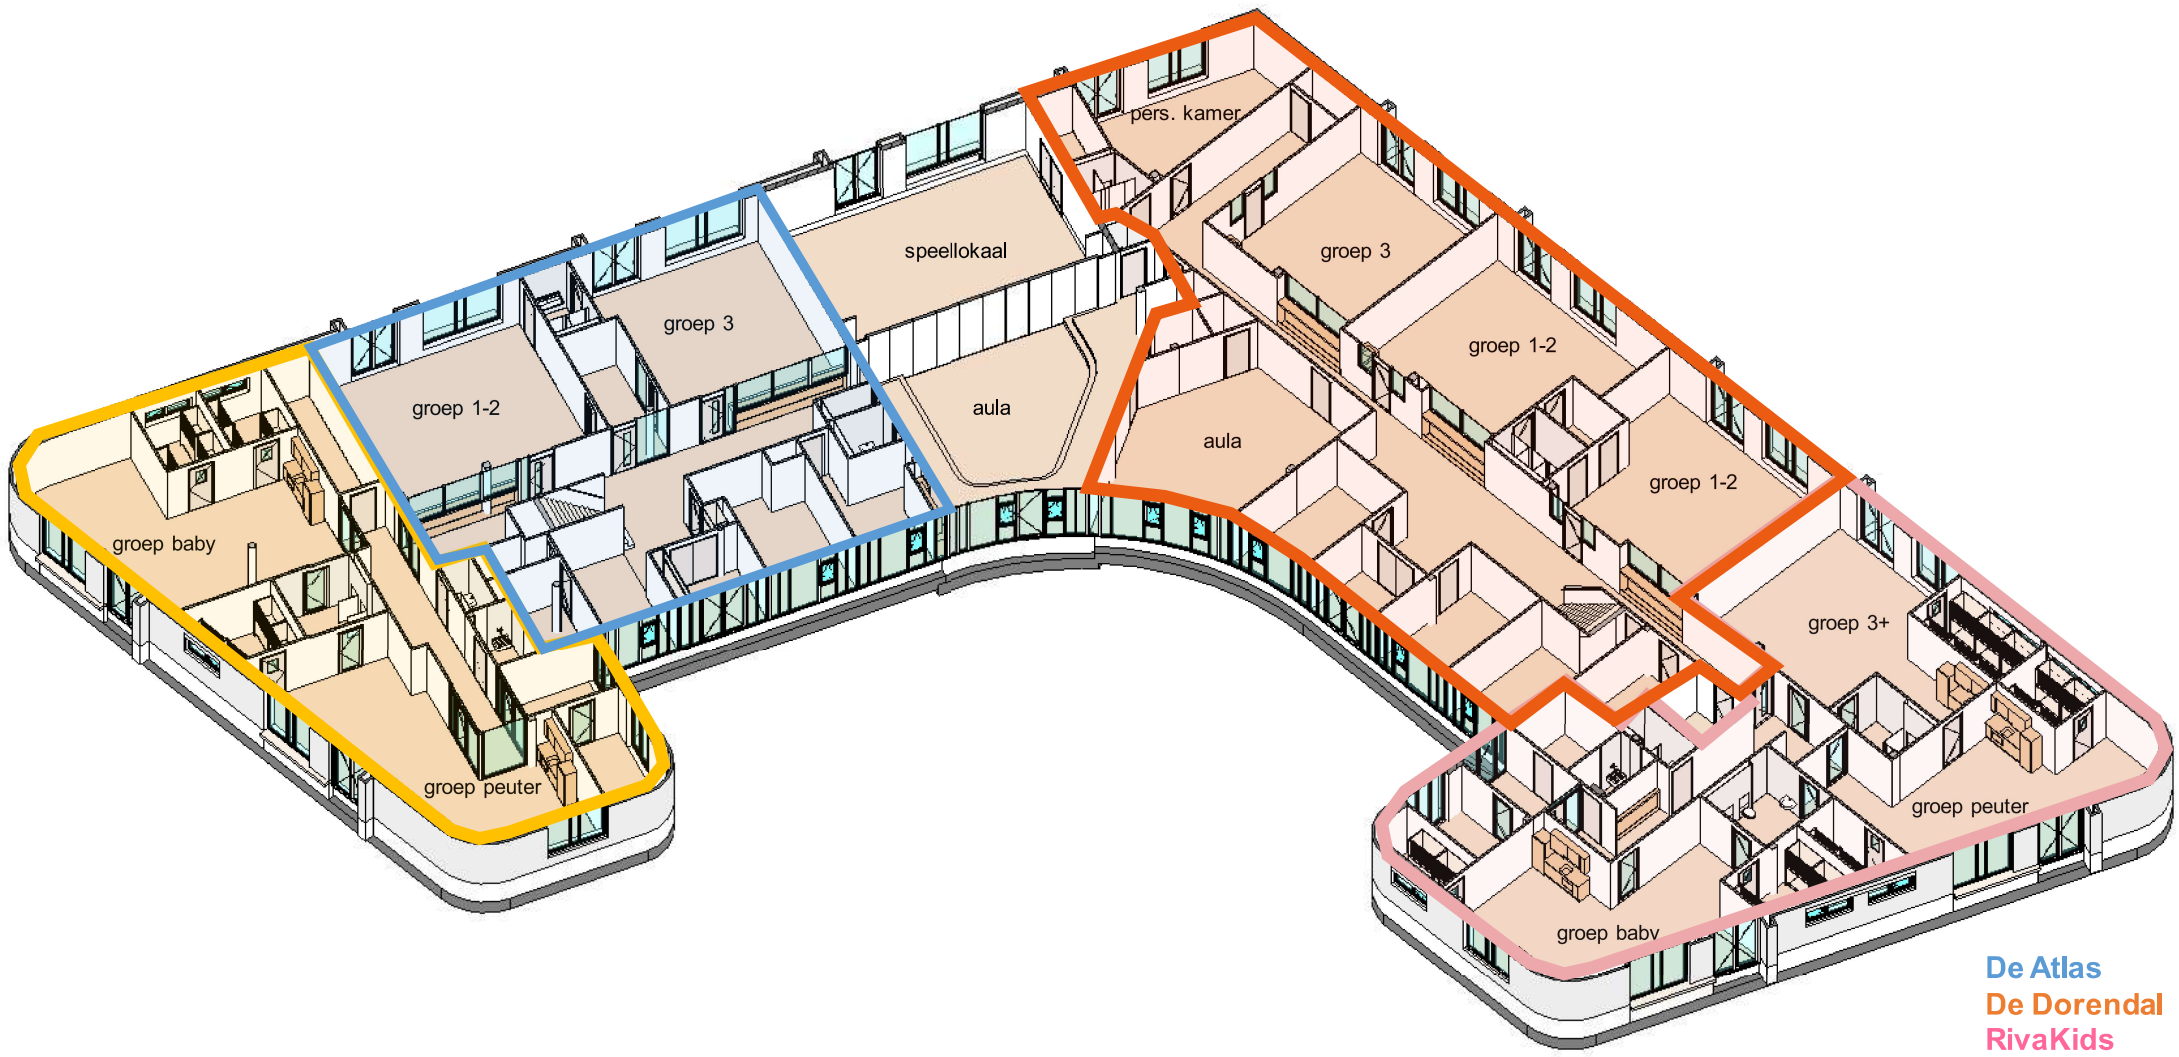 pers. kamer
speellokaal
groep 3
groep 3
groep 1-2
groep 1-2
aula
aula
groep 1-2
groep baby
groep 3+
groep peuter
groep peuter
groep baby
De Atlas
De Dorendal
RivaKids